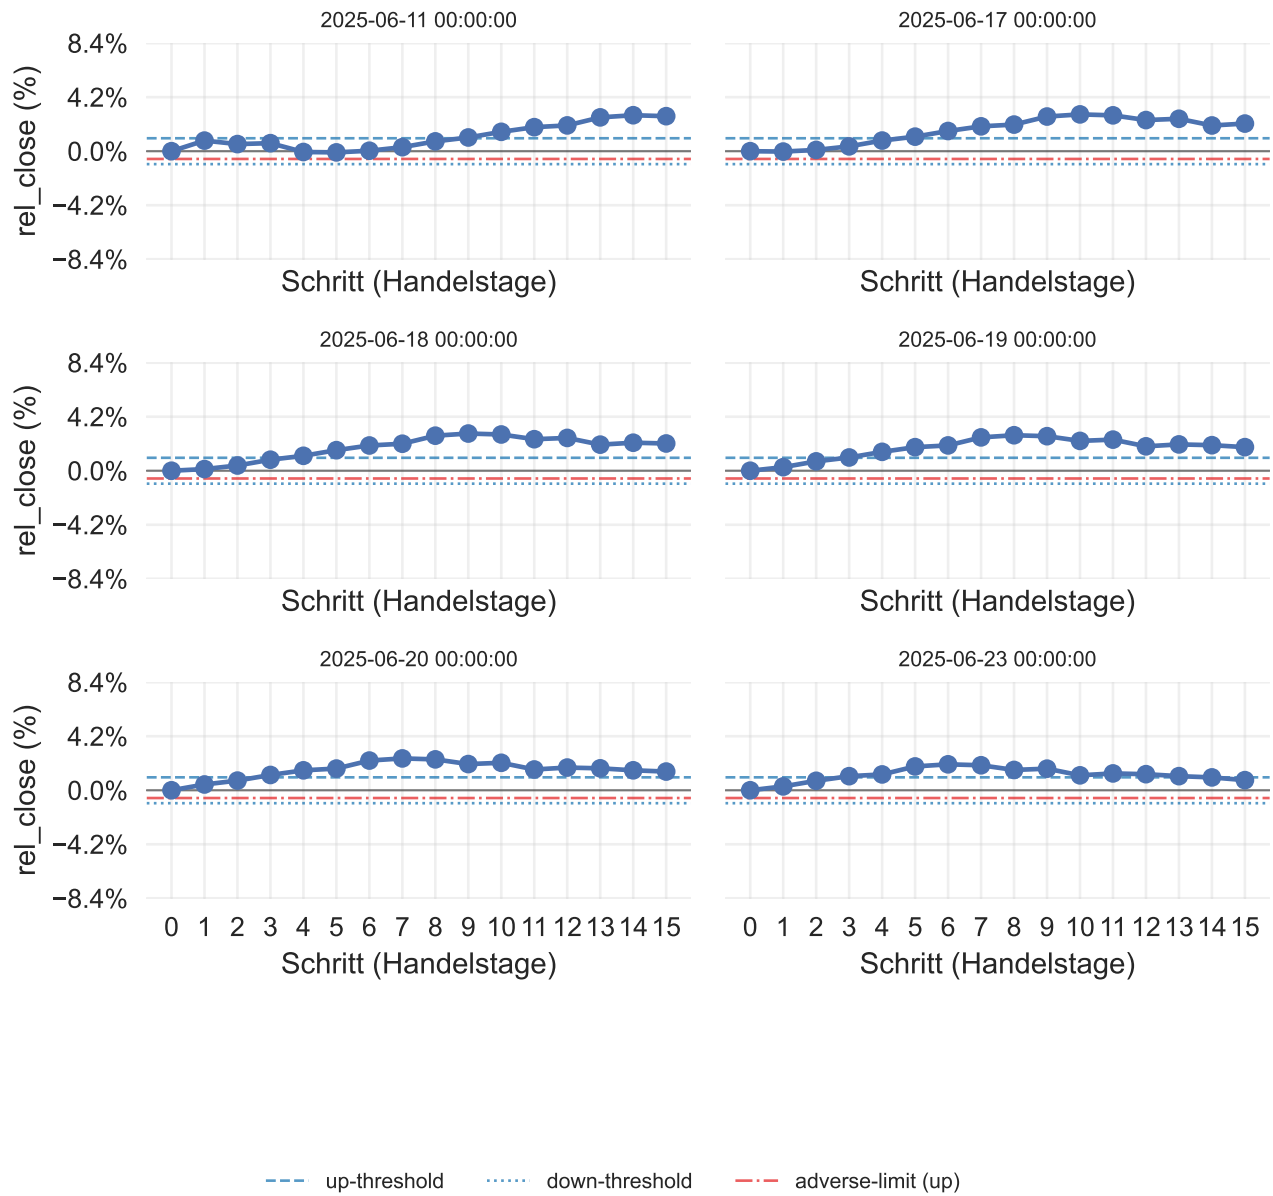 2025-06-11 00:00:00
2025-06-17 00:00:00
8.4%
4.2%
0.0%
−4.2%
−8.4%
rel_close (%)
Schritt (Handelstage)
Schritt (Handelstage)
2025-06-18 00:00:00
2025-06-19 00:00:00
8.4%
4.2%
0.0%
−4.2%
−8.4%
rel_close (%)
Schritt (Handelstage)
Schritt (Handelstage)
2025-06-20 00:00:00
2025-06-23 00:00:00
8.4%
4.2%
0.0%
−4.2%
−8.4%
rel_close (%)
0 1 2 3 4 5 6 7 8 9 10 11 12 13 14 15
0 1 2 3 4 5 6 7 8 9 10 11 12 13 14 15
Schritt (Handelstage)
Schritt (Handelstage)
up-threshold down-threshold adverse-limit (up)